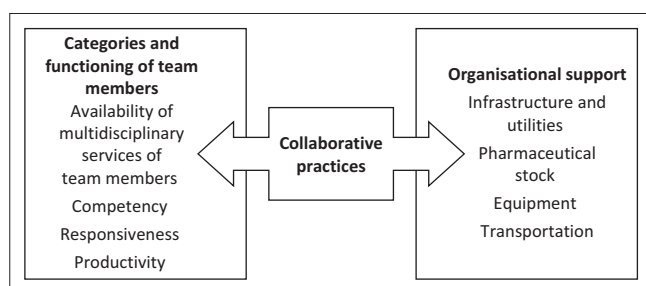 Categories and
functioning of team
members
Availability of
multidisciplinary
services of
team members
Competency
Responsiveness
Productivity
Collaborative
practices
Organisational support
Infrastructure and
utilities
Pharmaceutical
stock
Equipment
Transportation